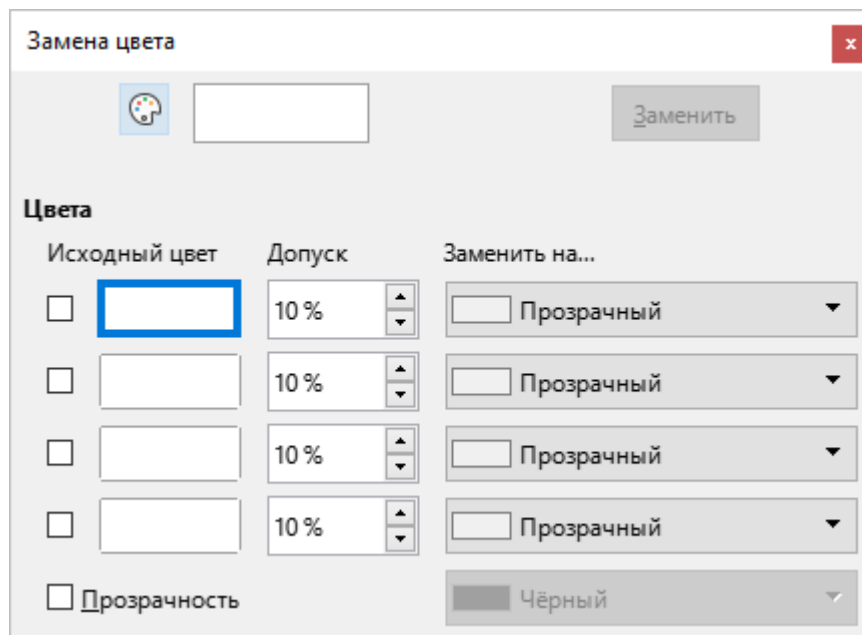 Замена цвета
Заменить
Цвета
Исходный цвет Допуск Заменить на...
10 % Прозрачный
10 % Прозрачный
10 % Прозрачный
10 % Прозрачный
Прозрачность Чёрный